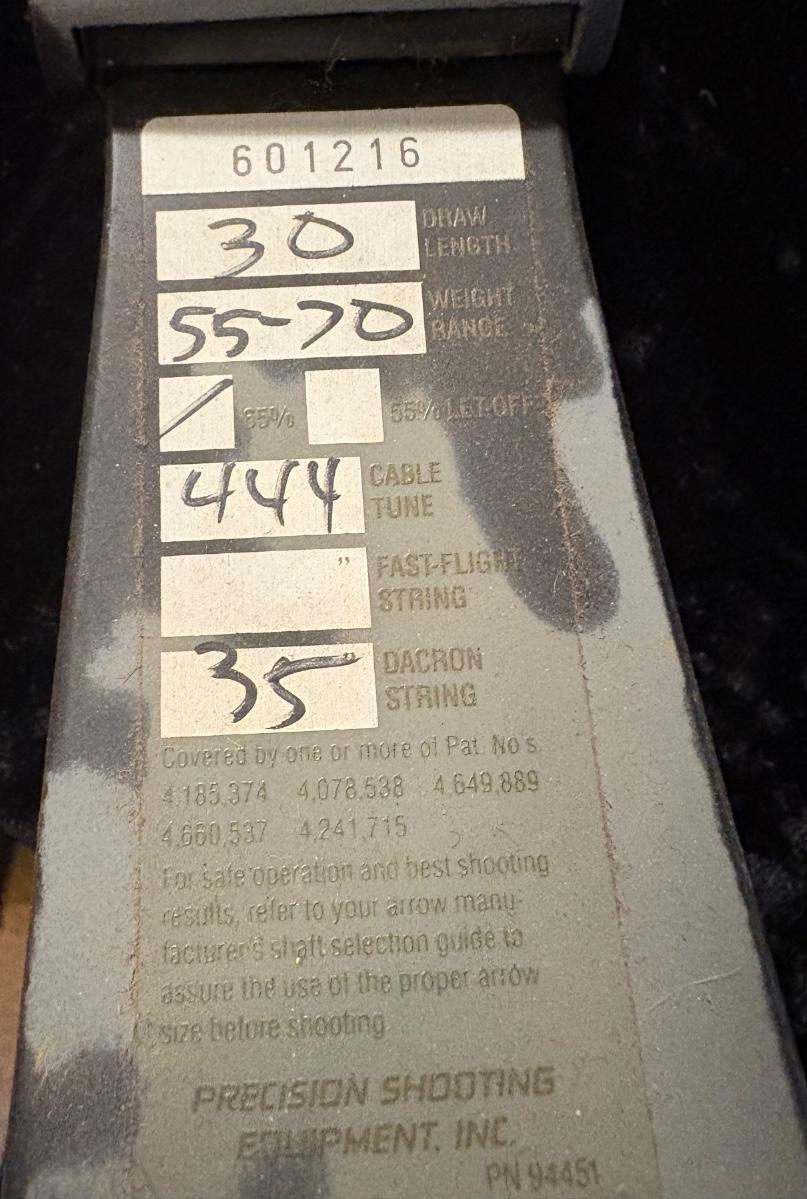 601216
30 DRAW LENGTH
55-70 WEIGHT RANGE
65% 55% LET-OFF
444 CABLE TUNE
" FAST-FLIGHT STRING
35" DACRON STRING
Covered by one or more of Pat. No's
4,185,374 4,078,538 4,649,889
4,660,537 4,241,715
For safe operation and best shooting
results, refer to your arrow manu-
facturer's shaft selection guide to
assure the use of the proper arrow
size before shooting
PRECISION SHOOTING
EQUIPMENT, INC.
PN 94451